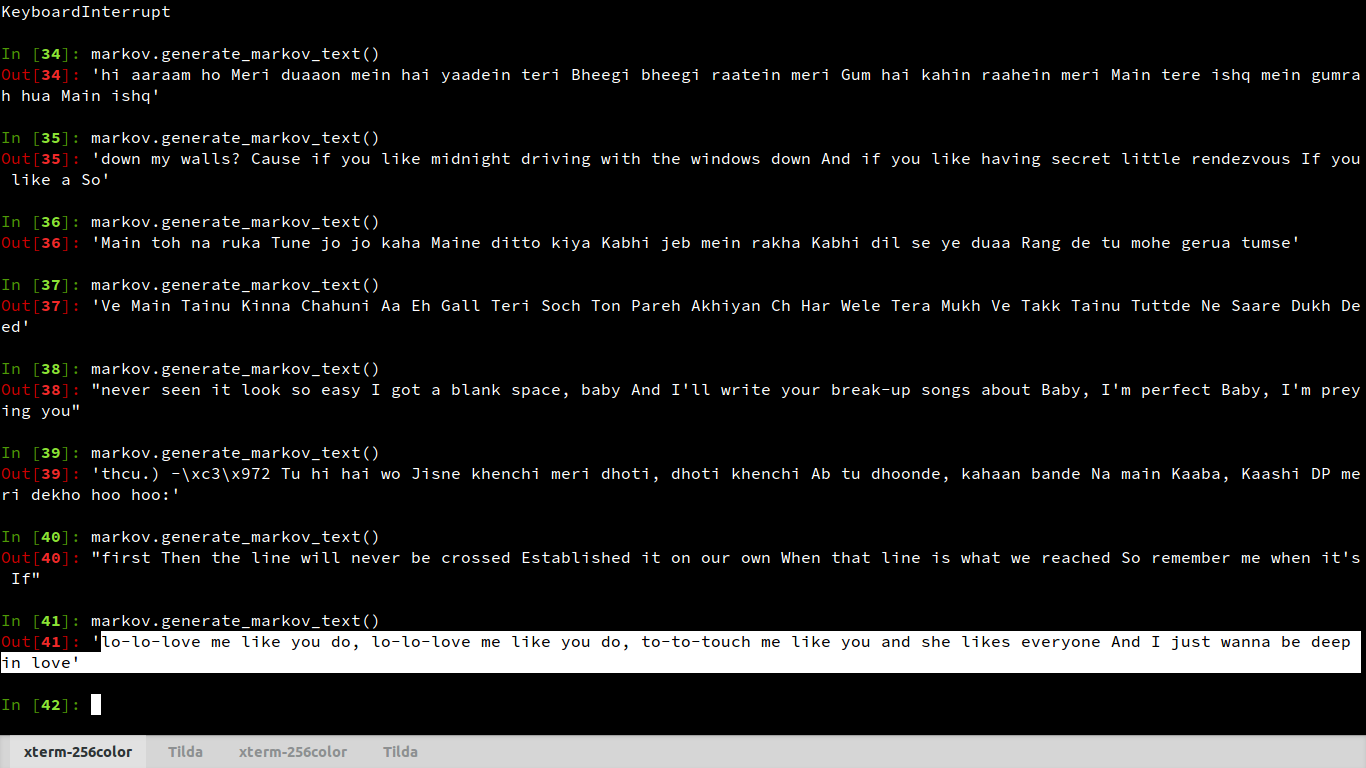 KeyboardInterrupt
In [34]: markov.generate_markov_text()
Out[34]: 'hi aaraam ho Meri duaaon mein hai yaadein teri Bheegi bheegi raatein meri Gum hai kahin raahein meri Main tere ishq mein gumra
h hua Main ishq'
In [35]: markov.generate_markov_text()
Out[35]: 'down my walls? Cause if you like midnight driving with the windows down And if you like having secret little rendezvous If you
 like a So'
In [36]: markov.generate_markov_text()
Out[36]: 'Main toh na ruka Tune jo jo kaha Maine ditto kiya Kabhi jeb mein rakha Kabhi dil se ye duaa Rang de tu mohe gerua tumse'
In [37]: markov.generate_markov_text()
Out[37]: 'Ve Main Tainu Kinna Chahuni Aa Eh Gall Teri Soch Ton Pareh Akhiyan Ch Har Wele Tera Mukh Ve Takk Tainu Tuttde Ne Saare Dukh De
ed'
In [38]: markov.generate_markov_text()
Out[38]: "never seen it look so easy I got a blank space, baby And I'll write your break-up songs about Baby, I'm perfect Baby, I'm prey
ing you"
In [39]: markov.generate_markov_text()
Out[39]: 'thcu.) -\xc3\x972 Tu hi hai wo Jisne khenchi meri dhoti, dhoti khenchi Ab tu dhoonde, kahaan bande Na main Kaaba, Kaashi DP me
ri dekho hoo hoo:'
In [40]: markov.generate_markov_text()
Out[40]: "first Then the line will never be crossed Established it on our own When that line is what we reached So remember me when it's
 If"
In [41]: markov.generate_markov_text()
Out[41]: 'lo-lo-love me like you do, lo-lo-love me like you do, to-to-touch me like you and she likes everyone And I just wanna be deep
in love'
In [42]:
xterm-256color Tilda xterm-256color Tilda